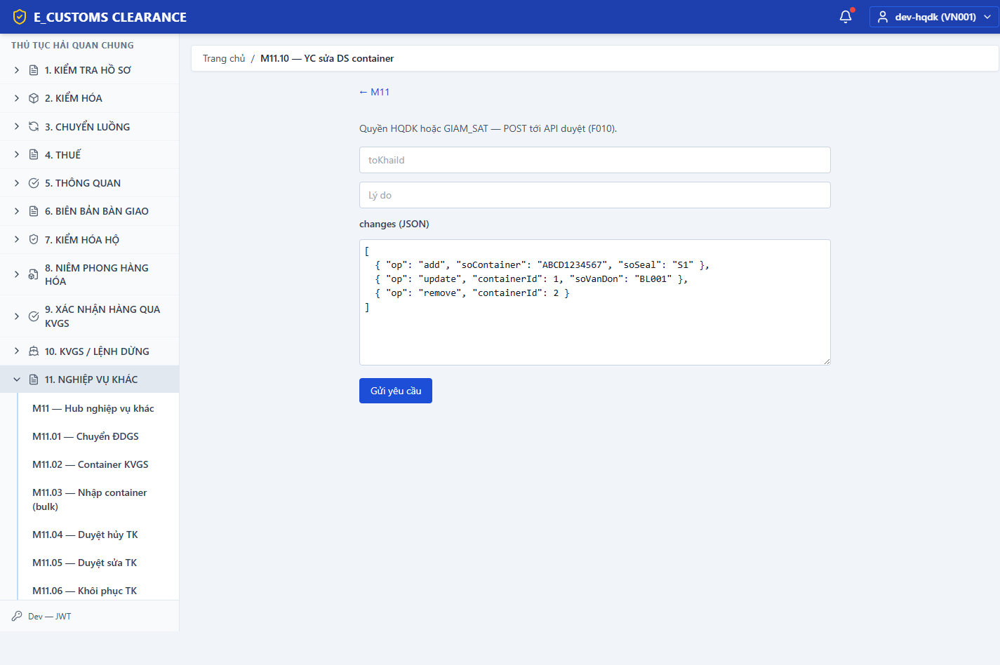 E_CUSTOMS CLEARANCE
dev-hqdk (VN001)
THỦ TỤC HẢI QUAN CHUNG
1. KIỂM TRA HỒ SƠ
2. KIỂM HÓA
3. CHUYỂN LUỒNG
4. THUẾ
5. THÔNG QUAN
6. BIÊN BẢN BÀN GIAO
7. KIỂM HÓA HỘ
8. NIÊM PHONG HÀNG
HÓA
9. XÁC NHẬN HÀNG QUA
KVGS
10. KVGS / LỆNH DỪNG
11. NGHIỆP VỤ KHÁC
M11 — Hub nghiệp vụ khác
M11.01 — Chuyển ĐDGS
M11.02 — Container KVGS
M11.03 — Nhập container
(bulk)
M11.04 — Duyệt hủy TK
M11.05 — Duyệt sửa TK
M11.06 — Khôi phục TK
Dev — JWT
Trang chủ / M11.10 — YC sửa DS container
← M11
Quyền HQDK hoặc GIAM_SAT — POST tới API duyệt (F010).
toKhaiId
Lý do
changes (JSON)
[
  { "op": "add", "soContainer": "ABCD1234567", "soSeal": "S1" },
  { "op": "update", "containerId": 1, "soVanDon": "BL001" },
  { "op": "remove", "containerId": 2 }
]
Gửi yêu cầu